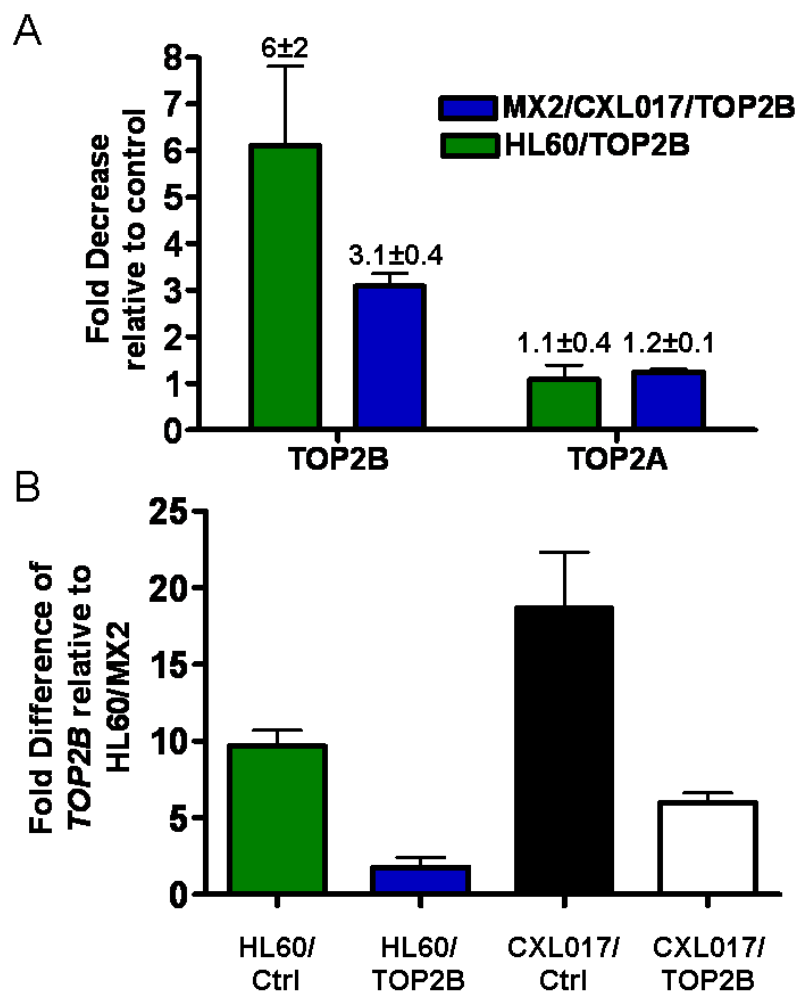 A
Fold Decrease
relative to control
8
7
6
5
4
3
2
1
0
6±2
3.1±0.4
1.1±0.4
1.2±0.1
MX2/CXL017/TOP2B
HL60/TOP2B
TOP2B
TOP2A
B
Fold Difference of
TOP2B relative to
HL60/MX2
25
20
15
10
5
0
HL60/
Ctrl
HL60/
TOP2B
CXL017/
Ctrl
CXL017/
TOP2B